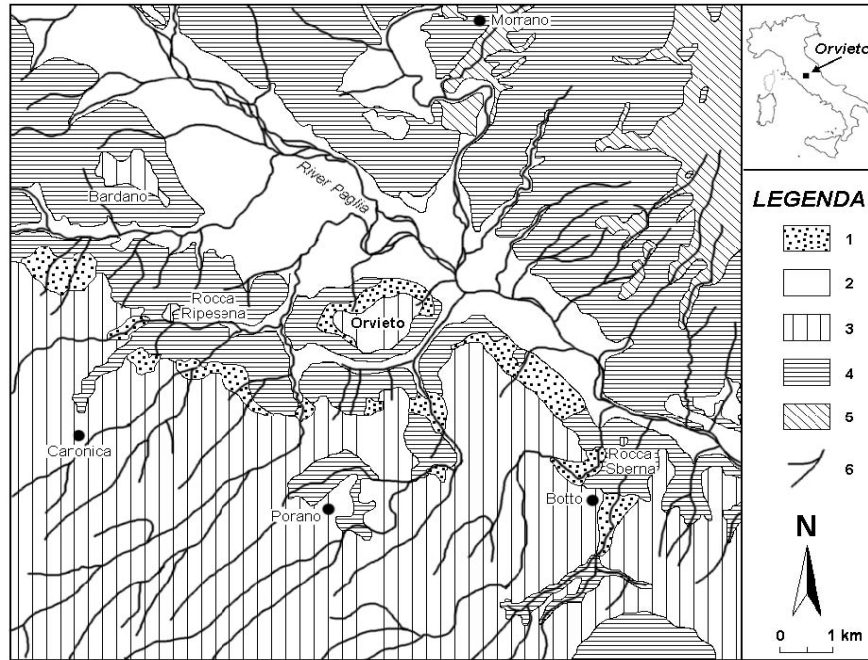 Morrano
River Paglia
Bardano
Rocca
Ripesena
Orvieto
Caronica
Porano
Rocca
Sberna
Botto
Orvieto
LEGENDA
1
2
3
4
5
6
N
0 1 km